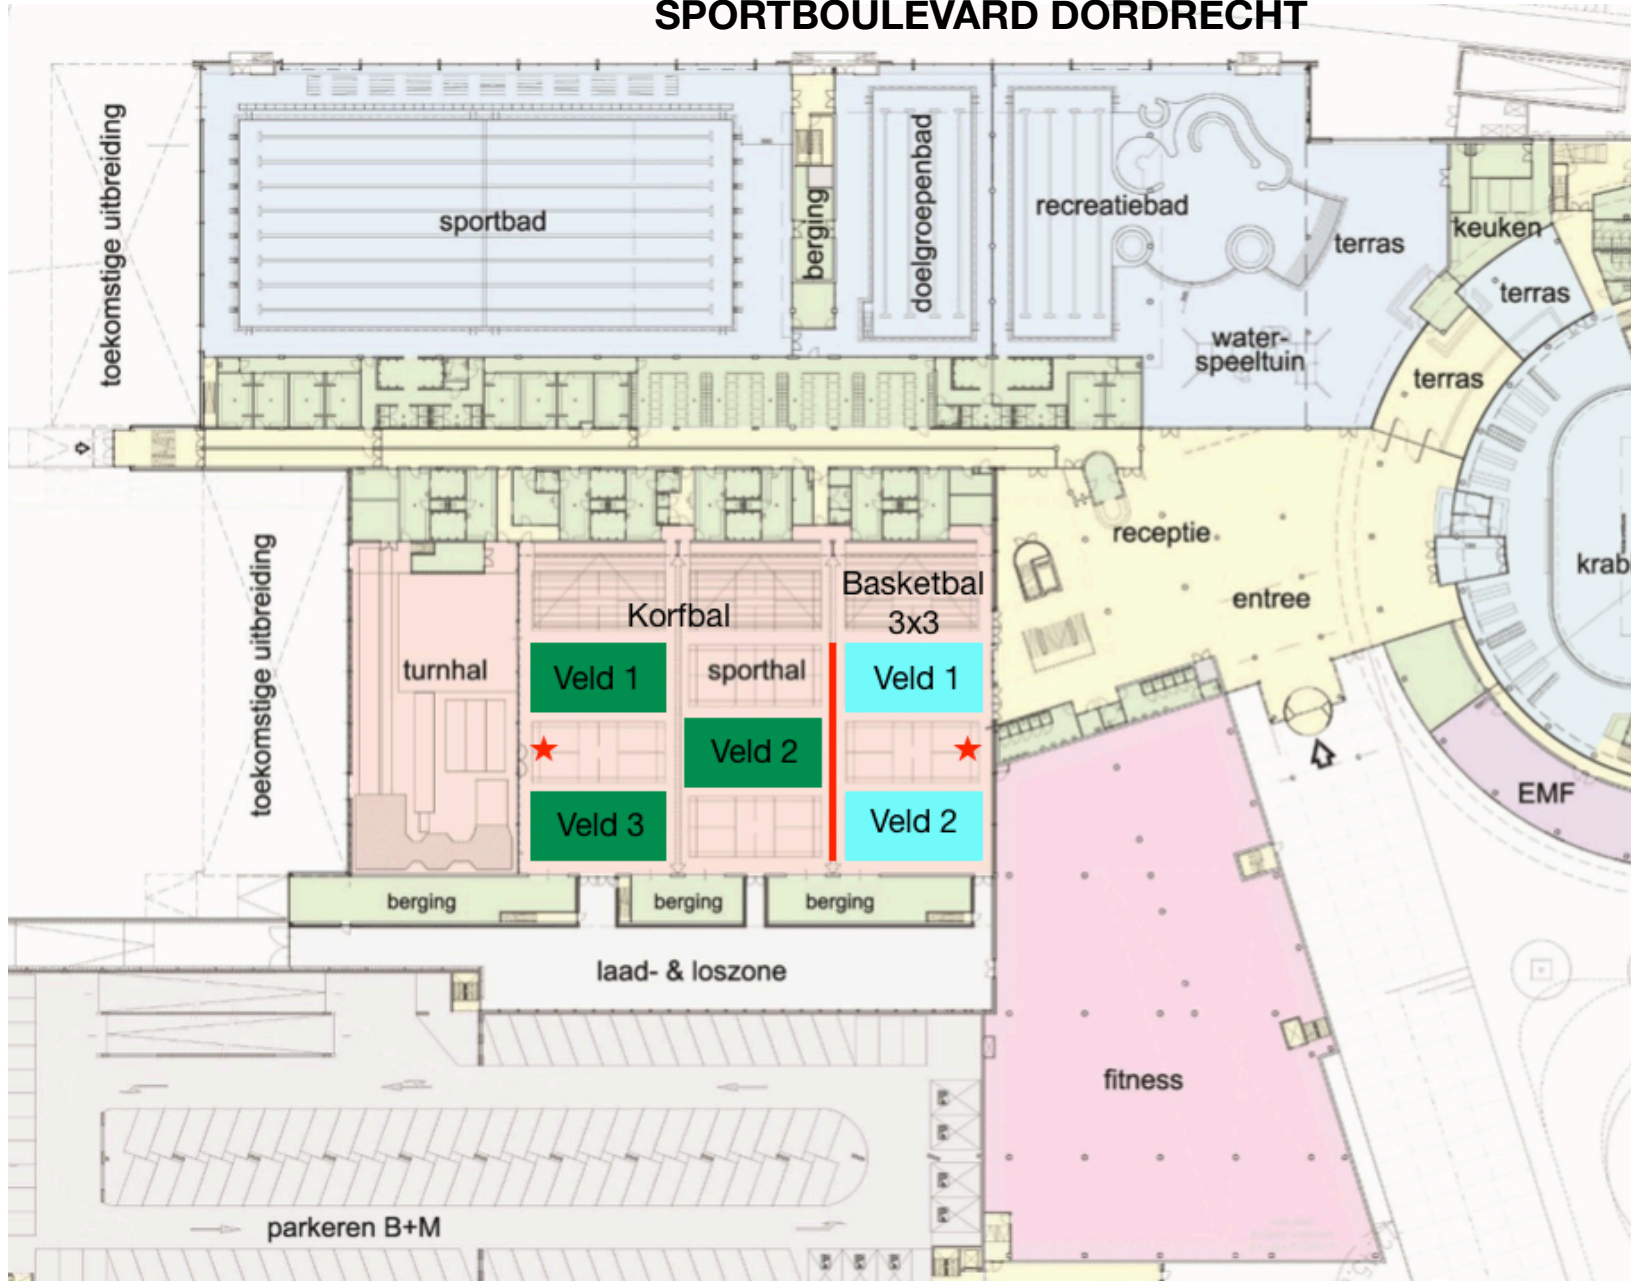 SPORTBOULEVARD DORDRECHT
toekomstige uitbreiding
sportbad
berging
doelgroepenbad
recreatiebad
terras
keuken
terras
water-
speeltuin
terras
receptie
entree
krab
toekomstige uitbreiding
turnhal
Korfbal
Basketbal
3x3
Veld 1
sporthal
Veld 1
Veld 2
Veld 3
Veld 2
EMF
berging
berging
berging
laad- & loszone
fitness
parkeren B+M